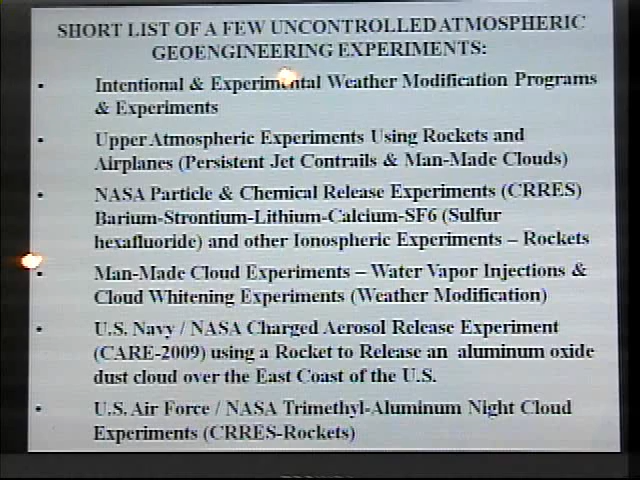 SHORT LIST OF A FEW UNCONTROLLED ATMOSPHERIC
GEOENGINEERING EXPERIMENTS:
• Intentional & Experimental Weather Modification Programs
& Experiments
• Upper Atmospheric Experiments Using Rockets and
Airplanes (Persistent Jet Contrails & Man-Made Clouds)
• NASA Particle & Chemical Release Experiments (CRRES)
Barium-Strontium-Lithium-Calcium-SF6 (Sulfur
hexafluoride) and other Ionospheric Experiments – Rockets
• Man-Made Cloud Experiments – Water Vapor Injections &
Cloud Whitening Experiments (Weather Modification)
• U.S. Navy / NASA Charged Aerosol Release Experiment
(CARE-2009) using a Rocket to Release an aluminum oxide
dust cloud over the East Coast of the U.S.
• U.S. Air Force / NASA Trimethyl-Aluminum Night Cloud
Experiments (CRRES-Rockets)